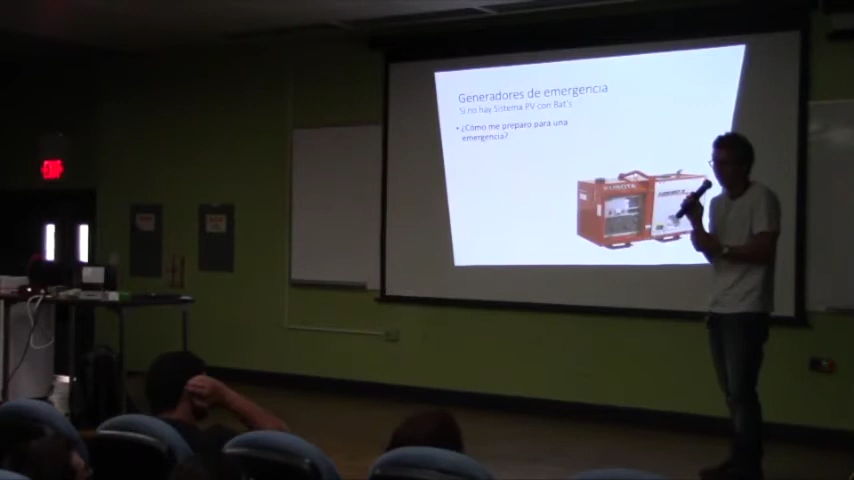 Generadores de emergencia
Si no hay Sistema PV con Bat's
• ¿Cómo me preparo para una
emergencia?
KUBOTA